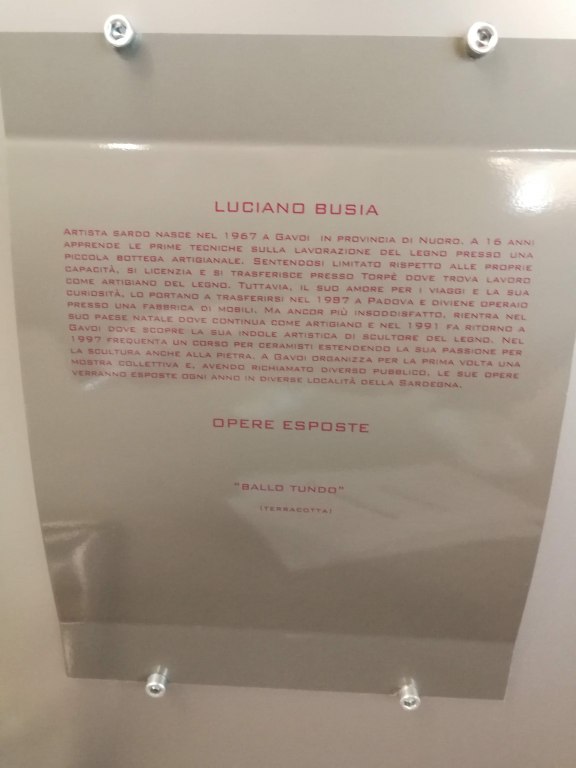 LUCIANO BUSIA
ARTISTA SARDO NASCE NEL 1967 A GAVOI IN PROVINCIA DI NUORO. A 16 ANNI
APPRENDE LE PRIME TECNICHE SULLA LAVORAZIONE DEL LEGNO PRESSO UNA
PICCOLA BOTTEGA ARTIGIANALE. SENTENDOSI LIMITATO RISPETTO ALLE PROPRIE
CAPACITÀ, SI LICENZIA E SI TRASFERISCE PRESSO TORPÈ DOVE TROVA LAVORO
COME ARTIGIANO DEL LEGNO. TUTTAVIA, IL SUO AMORE PER I VIAGGI E LA SUA
CURIOSITÀ, LO PORTANO A TRASFERIRSI NEL 1987 A PADOVA E DIVIENE OPERAIO
PRESSO UNA FABBRICA DI MOBILI. MA ANCOR PIÙ INSODDISFATTO, RIENTRA NEL
SUO PAESE NATALE DOVE CONTINUA COME ARTIGIANO E NEL 1991 FA RITORNO A
GAVOI DOVE SCOPRE LA SUA INDOLE ARTISTICA DI SCULTORE DEL LEGNO. NEL
1997 FREQUENTA UN CORSO PER CERAMISTI ESTENDENDO LA SUA PASSIONE PER
LA SCULTURA ANCHE ALLA PIETRA. A GAVOI ORGANIZZA PER LA PRIMA VOLTA UNA
MOSTRA COLLETTIVA E, AVENDO RICHIAMATO DIVERSO PUBBLICO, LE SUE OPERE
VERRANNO ESPOSTE OGNI ANNO IN DIVERSE LOCALITÀ DELLA SARDEGNA.
OPERE ESPOSTE
"BALLO TUNDO"
(TERRACOTTA)